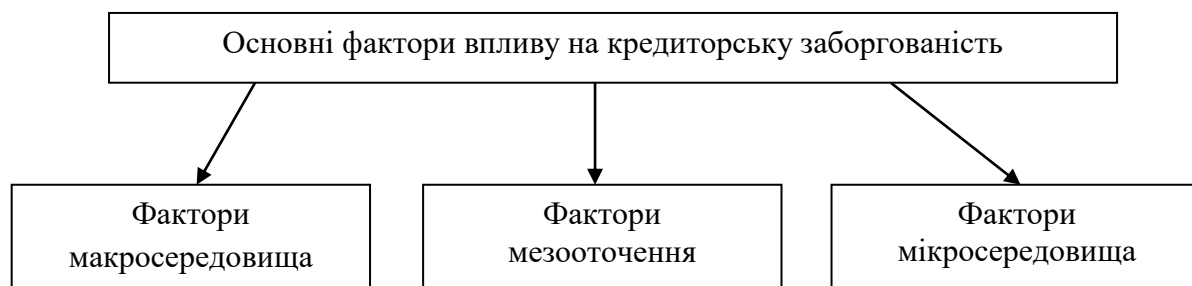 Основні фактори впливу на кредиторську заборгованість
Фактори
макросередовища
Фактори
мезооточення
Фактори
мікросередовища